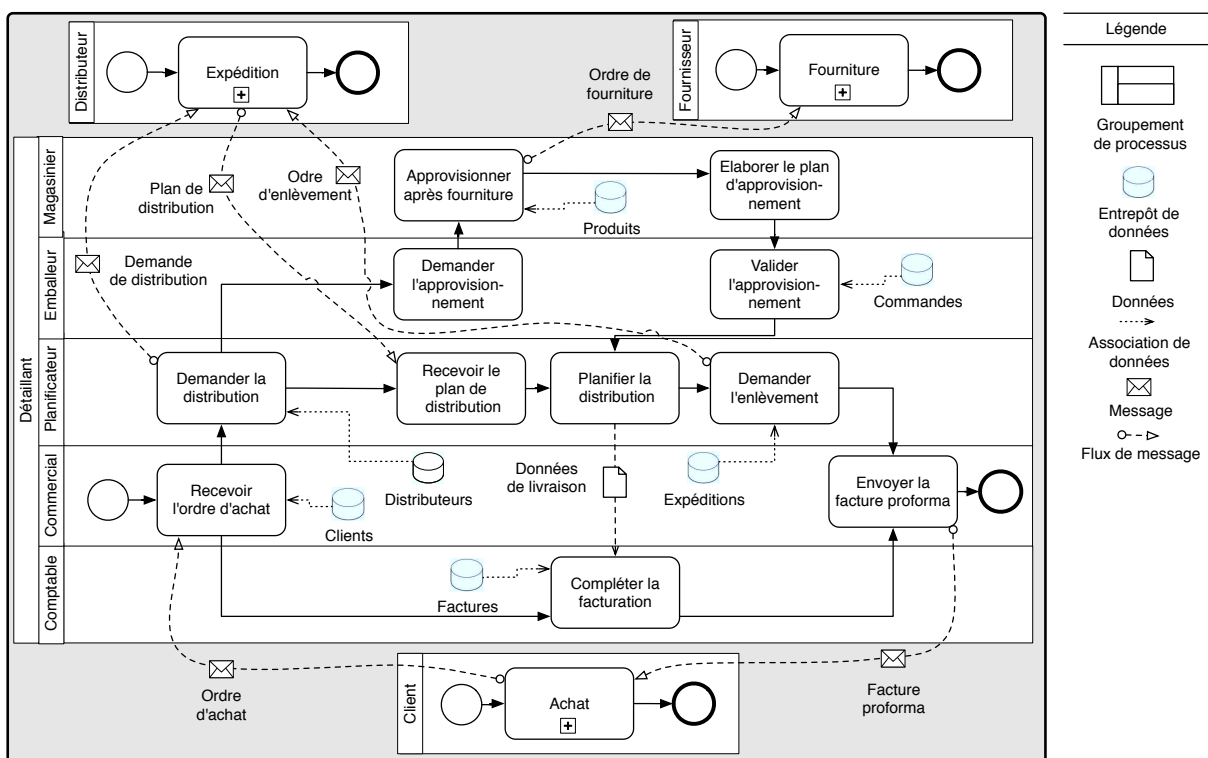 Distributeur
Expédition
Fournisseur
Fourniture
Légende
Ordre de
fourniture
Groupement
de processus
Entrepôt de
données
Données
Association de
données
Message
Flux de message
Détaillant
Magasinier
Plan de
distribution
Odre
d'enlèvement
Approvisionner
après fourniture
Produits
Elaborer le plan
d'approvision-
nement
Embaleur
Demande
de distribution
Demander
l'approvision-
nement
Valider
l'approvision-
nement
Commandes
Planificateur
Demander la
distribution
Recevoir le
plan de
distribution
Planifier la
distribution
Demander
l'enlèvement
Commercial
Recevoir
l'ordre d'achat
Clients
Distributeurs
Données
de livraison
Expéditions
Envoyer la
facture proforma
Comptable
Factures
Compléter la
facturation
Ordre
d'achat
Client
Achat
Facture
proforma